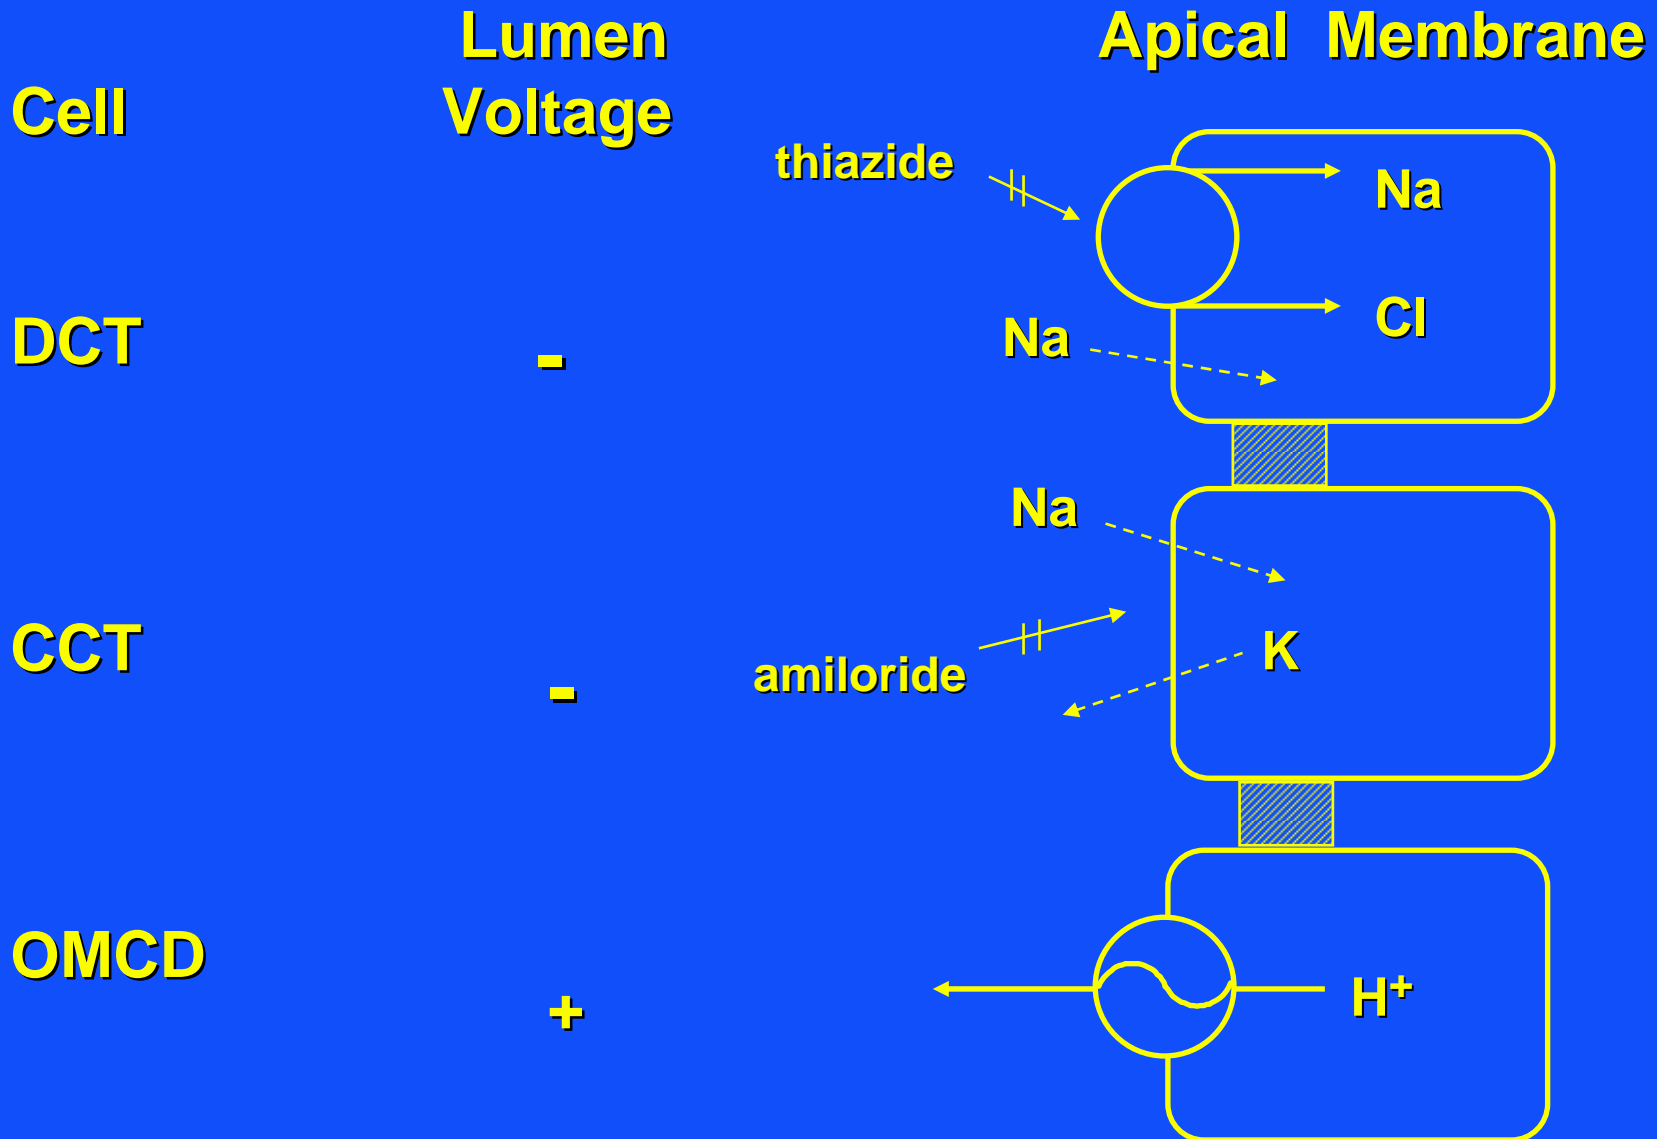 Lumen
Apical Membrane
Cell
Voltage
thiazide
Na
Cl
DCT
-
Na
Na
CCT
-
amiloride
K
OMCD
+
H⁺